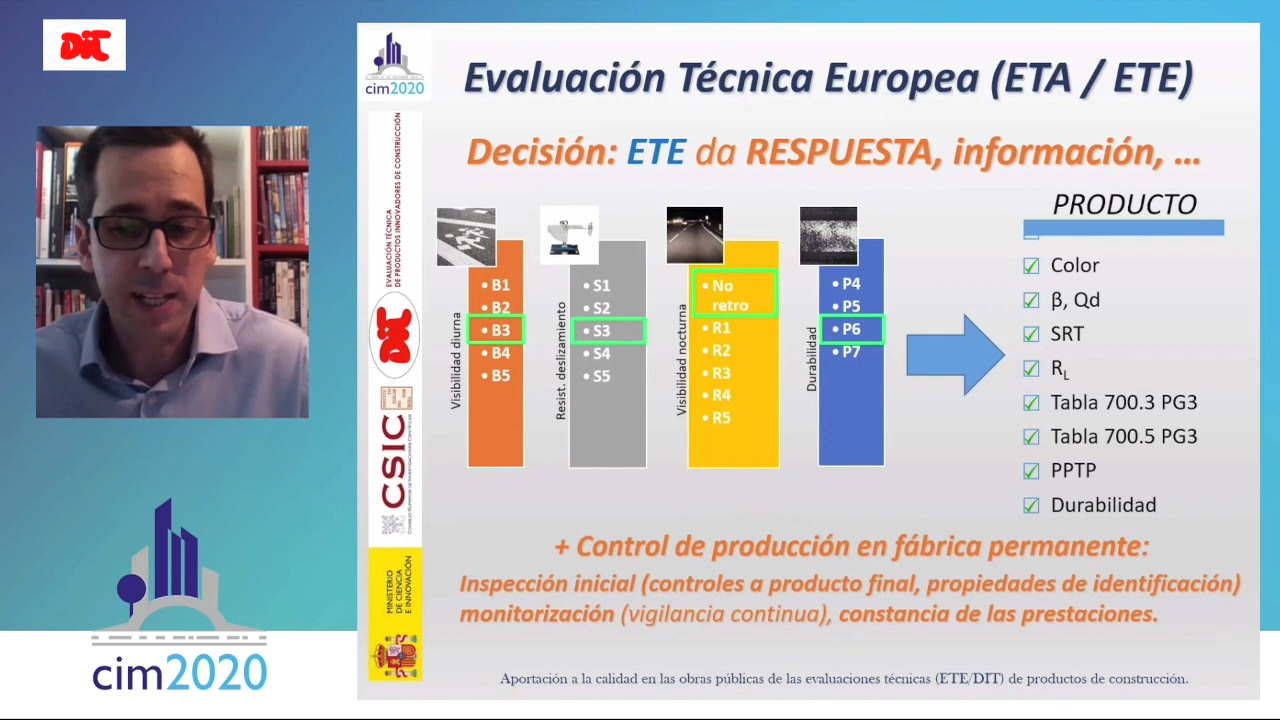 DiT
cim2020
Evaluación Técnica Europea (ETA / ETE)
Decisión: ETE da RESPUESTA, información, ...
EVALUACIÓN TÉCNICA
DE PRODUCTOS INNOVADORES DE CONSTRUCCIÓN
DiT
CSIC
CONSEJO SUPERIOR DE INVESTIGACIONES CIENTÍFICAS
MINISTERIO
DE CIENCIA
E INNOVACIÓN
Visibilidad diurna
• B1
• B2
• B3
• B4
• B5
Resist. deslizamiento
• S1
• S2
• S3
• S4
• S5
Visibilidad nocturna
• No
retro
• R1
• R2
• R3
• R4
• R5
Durabilidad
• P4
• P5
• P6
• P7
PRODUCTO
Color
β, Qd
SRT
RL
Tabla 700.3 PG3
Tabla 700.5 PG3
PPTP
Durabilidad
+ Control de producción en fábrica permanente:
Inspección inicial (controles a producto final, propiedades de identificación)
monitorización (vigilancia continua), constancia de las prestaciones.
Aportación a la calidad en las obras públicas de las evaluaciones técnicas (ETE/DIT) de productos de construcción.
cim2020